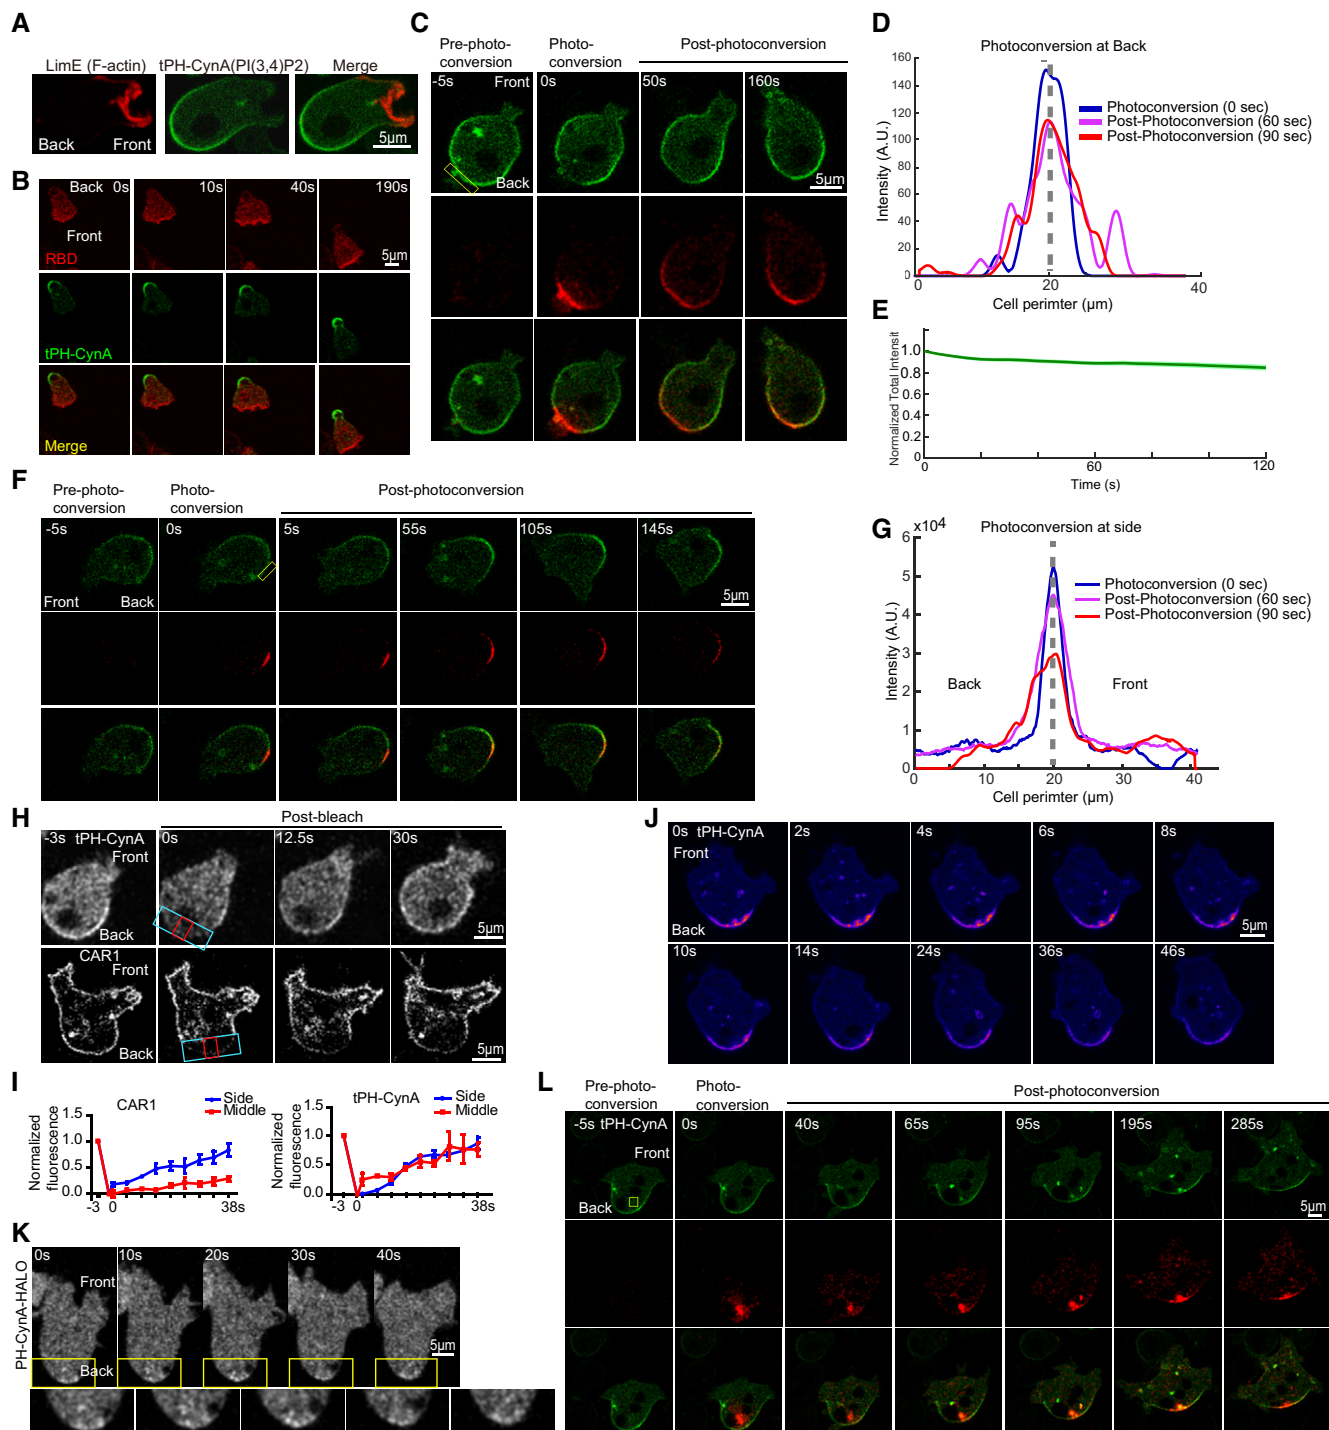 A
LimE (F-actin)
tPH-CynA(PI(3,4)P2)
Merge
Back
Front
5µm
B
Back
0s
10s
40s
190s
Front
RBD
5µm
tPH-CynA
Merge
C
Pre-photo-
conversion
Photo-
conversion
Post-photoconversion
-5s
Front
0s
50s
160s
Back
5µm
D
Photoconversion at Back
160
140
120
100
80
60
40
20
0
Intensity (A.U.)
Photoconversion (0 sec)
Post-Photoconversion (60 sec)
Post-Photoconversion (90 sec)
0
20
40
Cell perimter (µm)
E
Normalized Total Intensit
1.0
0.8
0.6
0.4
0.2
0
0
60
120
Time (s)
F
Pre-photo-
conversion
Photo-
conversion
Post-photoconversion
-5s
0s
5s
55s
105s
145s
Front
Back
5µm
G
x10⁴
Photoconversion at side
6
5
4
3
2
1
0
Intensity (A.U.)
Photoconversion (0 sec)
Post-Photoconversion (60 sec)
Post-Photoconversion (90 sec)
Back
Front
0
10
20
30
40
Cell perimter (µm)
H
Post-bleach
-3s
tPH-CynA
Front
0s
12.5s
30s
Back
5µm
CAR1
Front
Back
5µm
I
CAR1
Side
Middle
Normalized
fluorescence
1.5
1.0
0.5
0.0
-3
0
38s
tPH-CynA
Side
Middle
Normalized
fluorescence
1.5
1.0
0.5
0.0
-3
0
38s
J
0s
tPH-CynA
2s
4s
6s
8s
Front
Back
5µm
10s
14s
24s
36s
46s
K
PH-CynA-HALO
0s
10s
20s
30s
40s
Front
5µm
Back
L
Pre-photo-
conversion
Photo-
conversion
Post-photoconversion
-5s
tPH-CynA
0s
40s
65s
95s
195s
285s
Front
Back
5µm